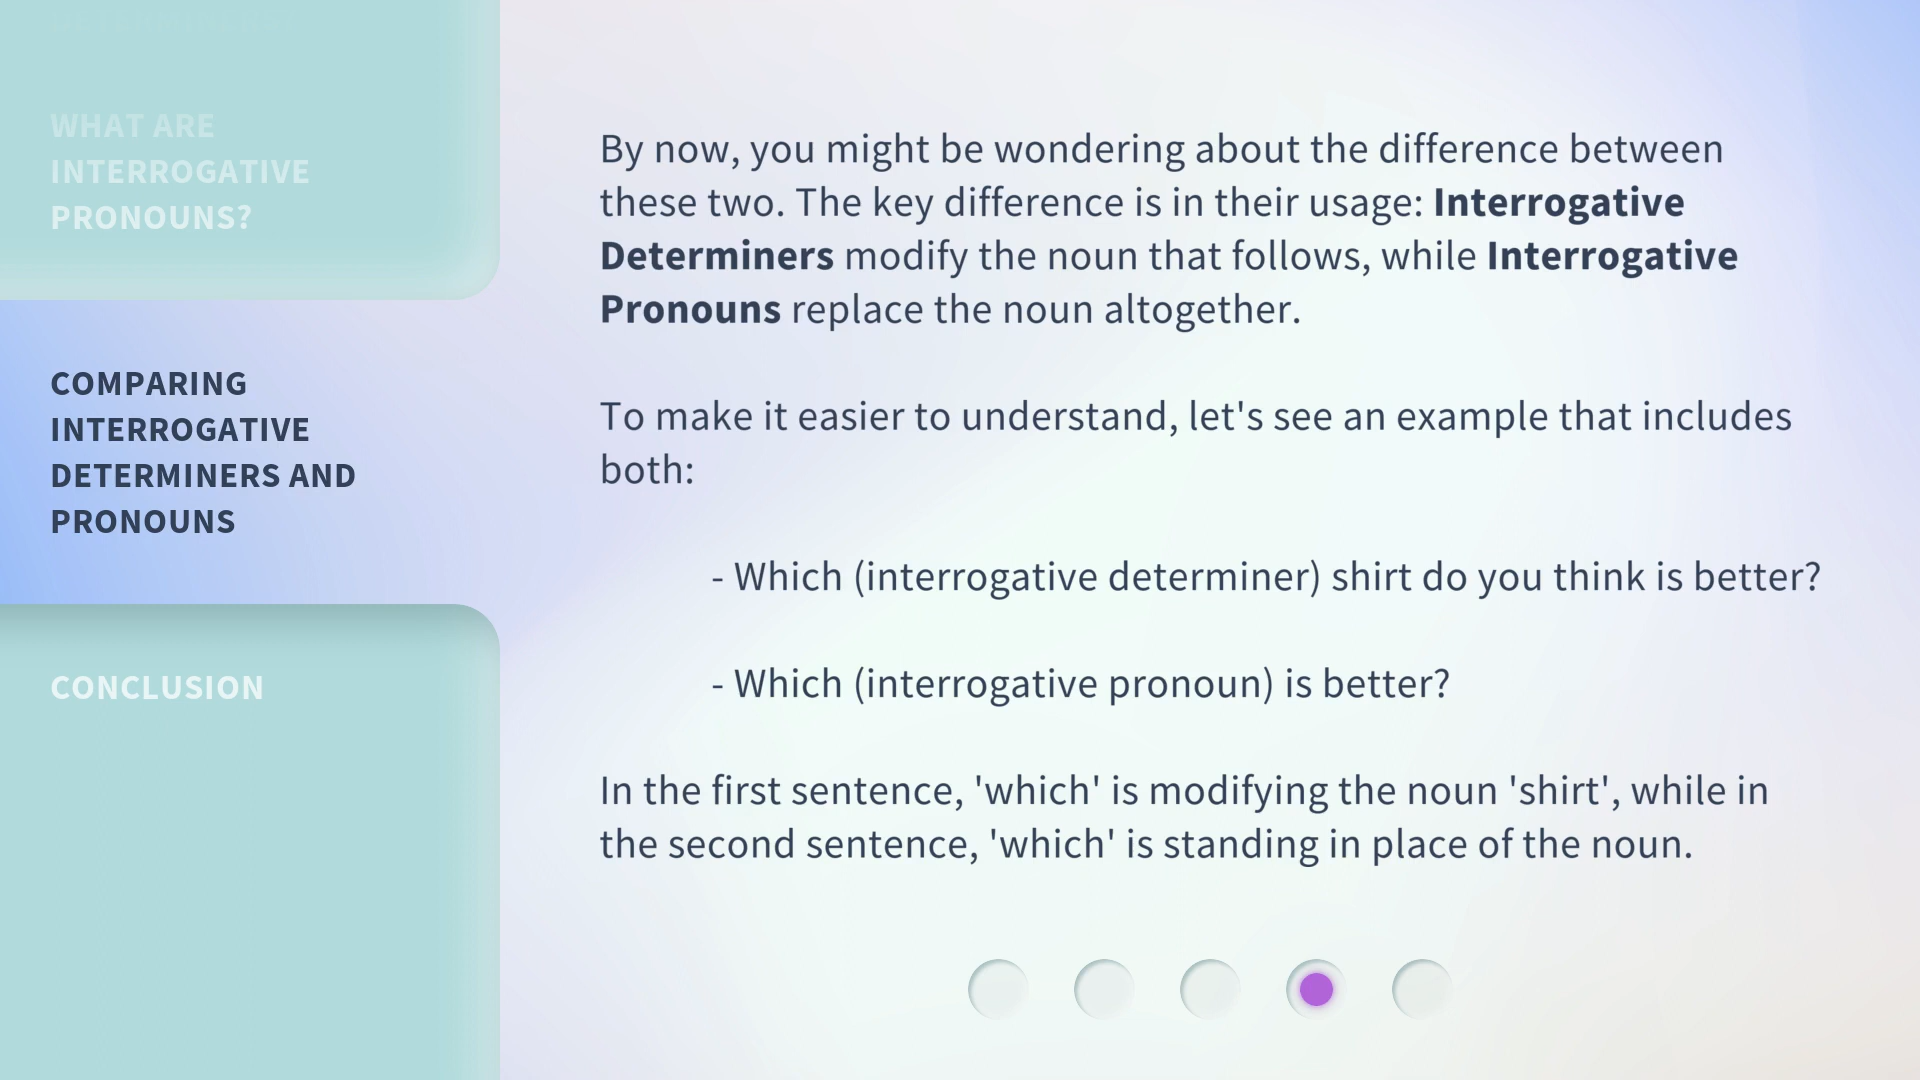 WHAT ARE
INTERROGATIVE
PRONOUNS?
COMPARING
INTERROGATIVE
DETERMINERS AND
PRONOUNS
CONCLUSION
By now, you might be wondering about the difference between
these two. The key difference is in their usage: Interrogative
Determiners modify the noun that follows, while Interrogative
Pronouns replace the noun altogether.
To make it easier to understand, let's see an example that includes
both:
- Which (interrogative determiner) shirt do you think is better?
- Which (interrogative pronoun) is better?
In the first sentence, 'which' is modifying the noun 'shirt', while in
the second sentence, 'which' is standing in place of the noun.